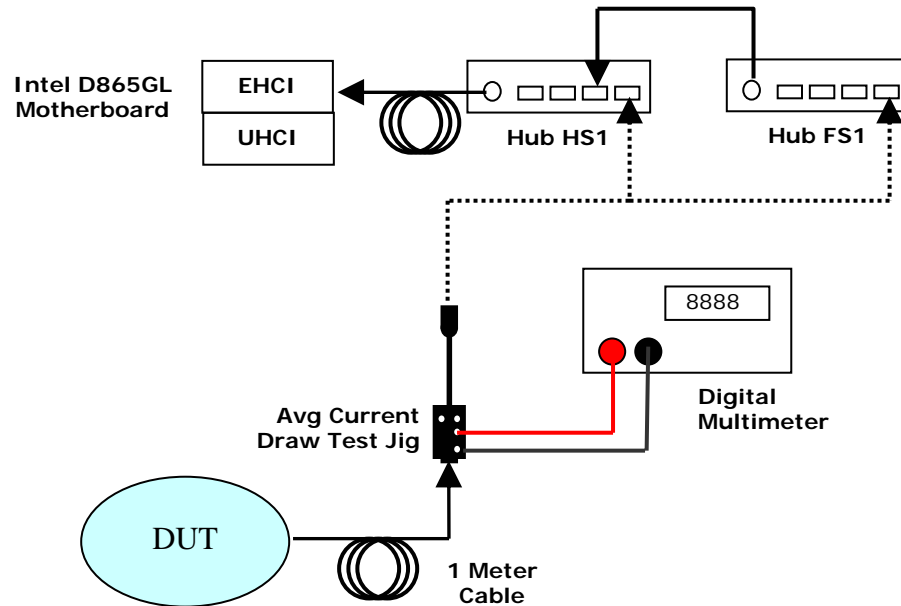 Intel D865GL
Motherboard
EHCI
UHCI
Hub HS1
Hub FS1
8888
Digital
Multimeter
Avg Current
Draw Test Jig
DUT
1 Meter
Cable